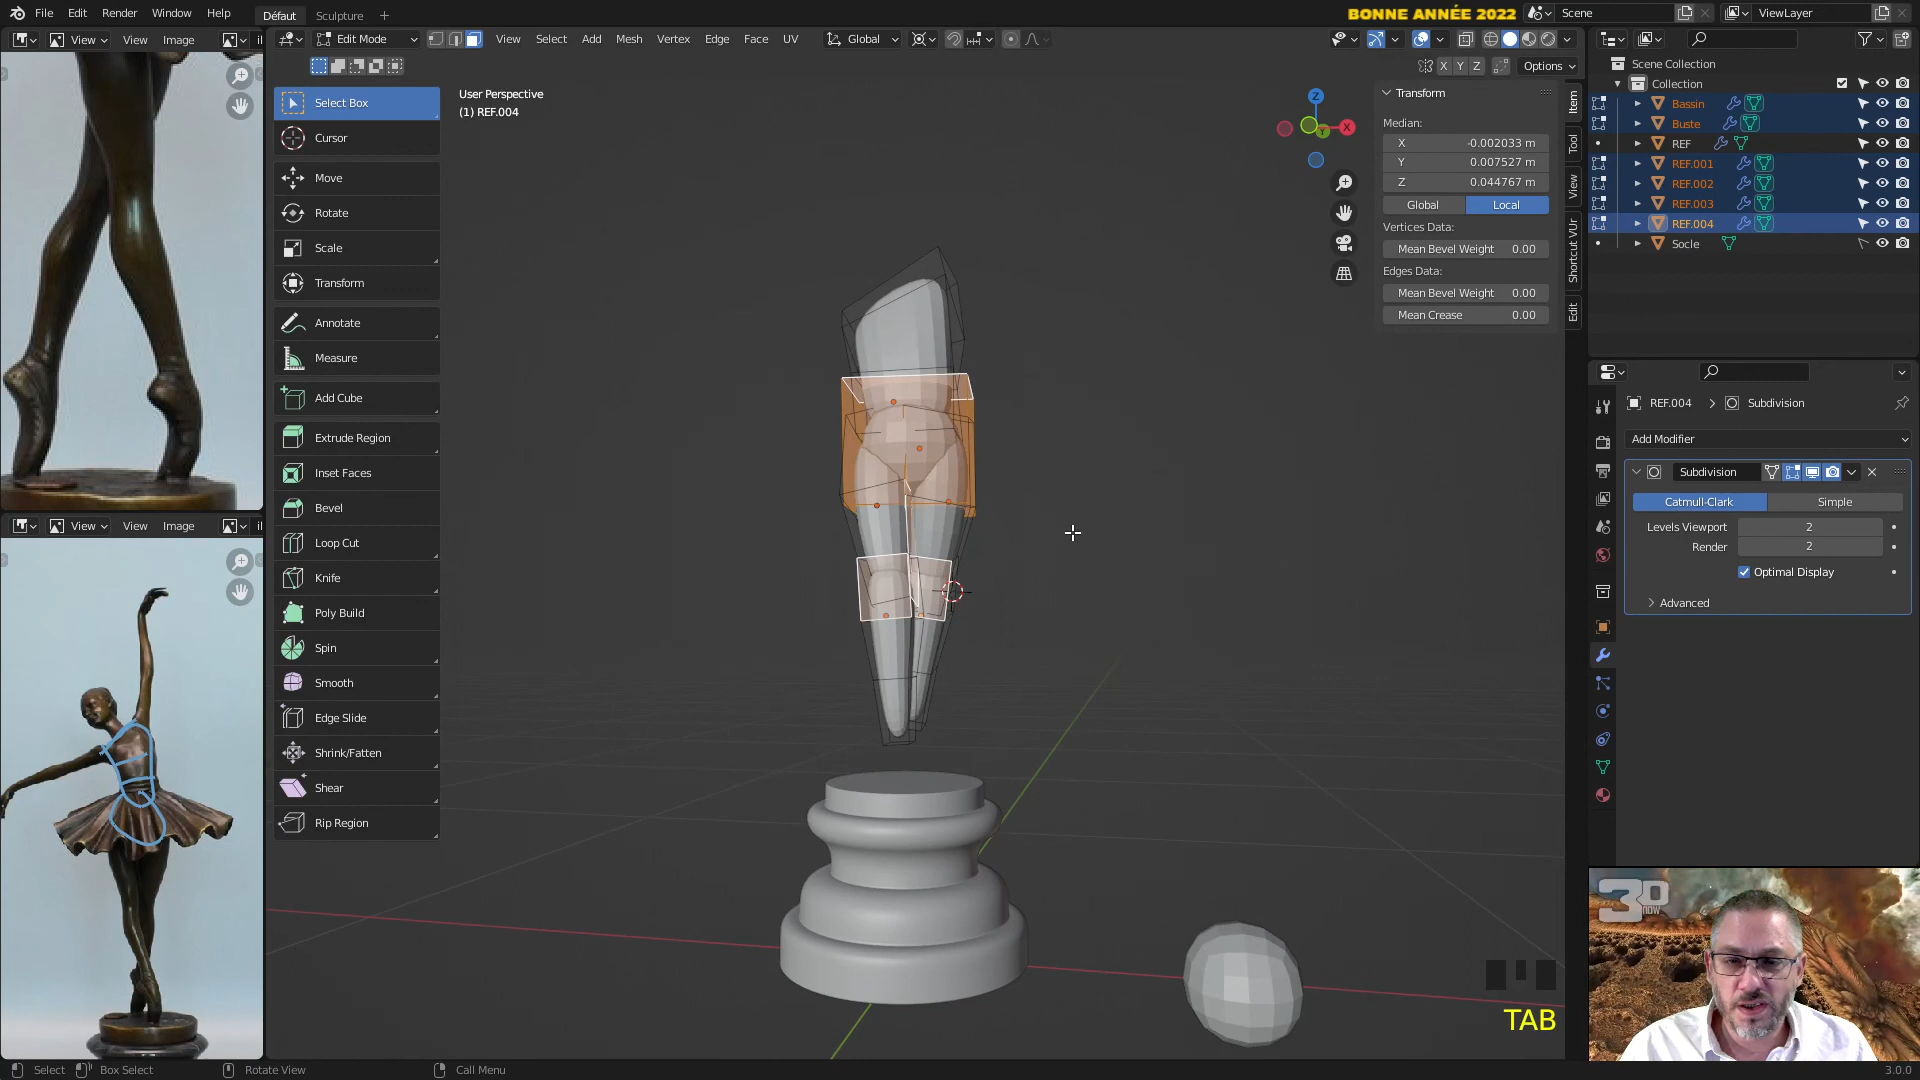 File Edit Render Window Help Défaut Sculpture +
BONNE ANNÉE 2022
Scene
ViewLayer
View View Image
Edit Mode View Select Add Mesh Vertex Edge Face UV Global
X Y Z Options
Select Box
Cursor
Move
Rotate
Scale
Transform
Annotate
Measure
Add Cube
Extrude Region
Inset Faces
Bevel
Loop Cut
Knife
Poly Build
Spin
Smooth
Edge Slide
Shrink/Fatten
Shear
Rip Region
User Perspective
(1) REF.004
Z
X
Y
Transform
Median:
X -0.002033 m
Y 0.007527 m
Z 0.044767 m
Global Local
Vertices Data:
Mean Bevel Weight 0.00
Edges Data:
Mean Bevel Weight 0.00
Mean Crease 0.00
Item
Tool
View
Shortcut VUr
Edit
Scene Collection
Collection
Bassin
Buste
REF
REF.001
REF.002
REF.003
REF.004
Socle
REF.004 > Subdivision
Add Modifier
Subdivision
Catmull-Clark Simple
Levels Viewport 2
Render 2
Optimal Display
Advanced
View View Image
TAB
3D
now
Select Box Select Rotate View Call Menu
3.0.0